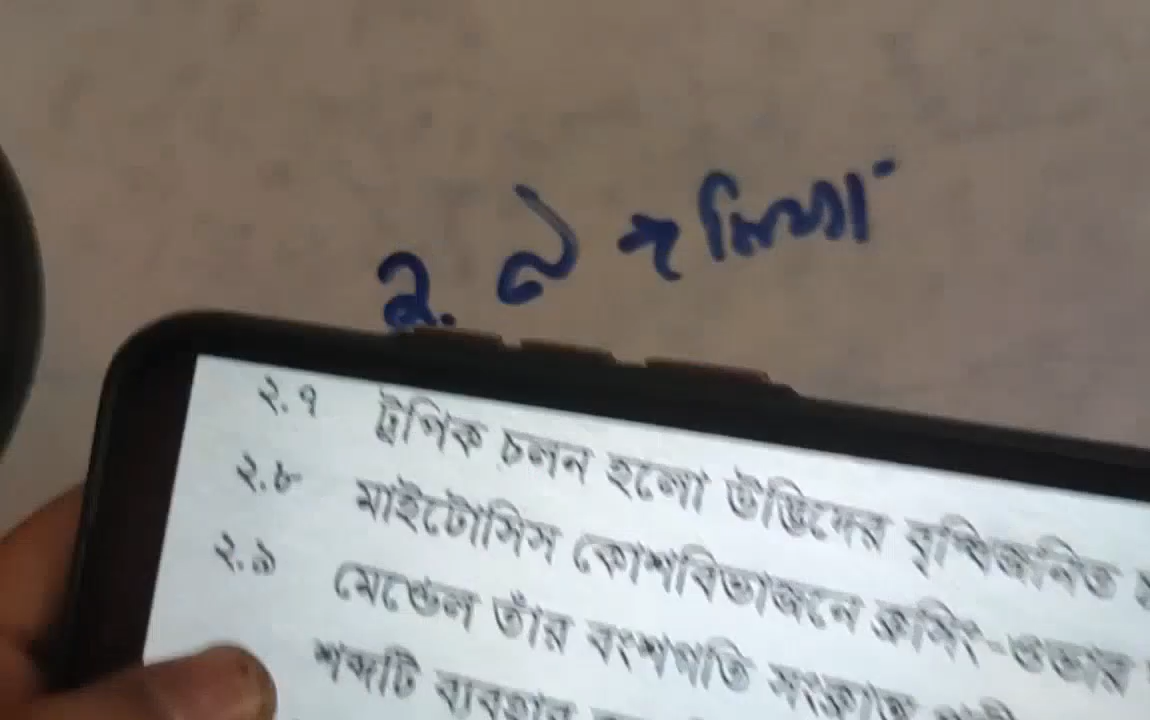 ২. ৯ → মিথ্যা
২.৭ ট্রপিক চলন হলো উদ্ভিদের বৃদ্ধিজনিত
২.৮ মাইটোসিস কোশবিভাজনে ক্রসিং-ওভার
২.৯ মেন্ডেল তাঁর বংশগতি সংক্রান্ত
শব্দটি ব্যবহার